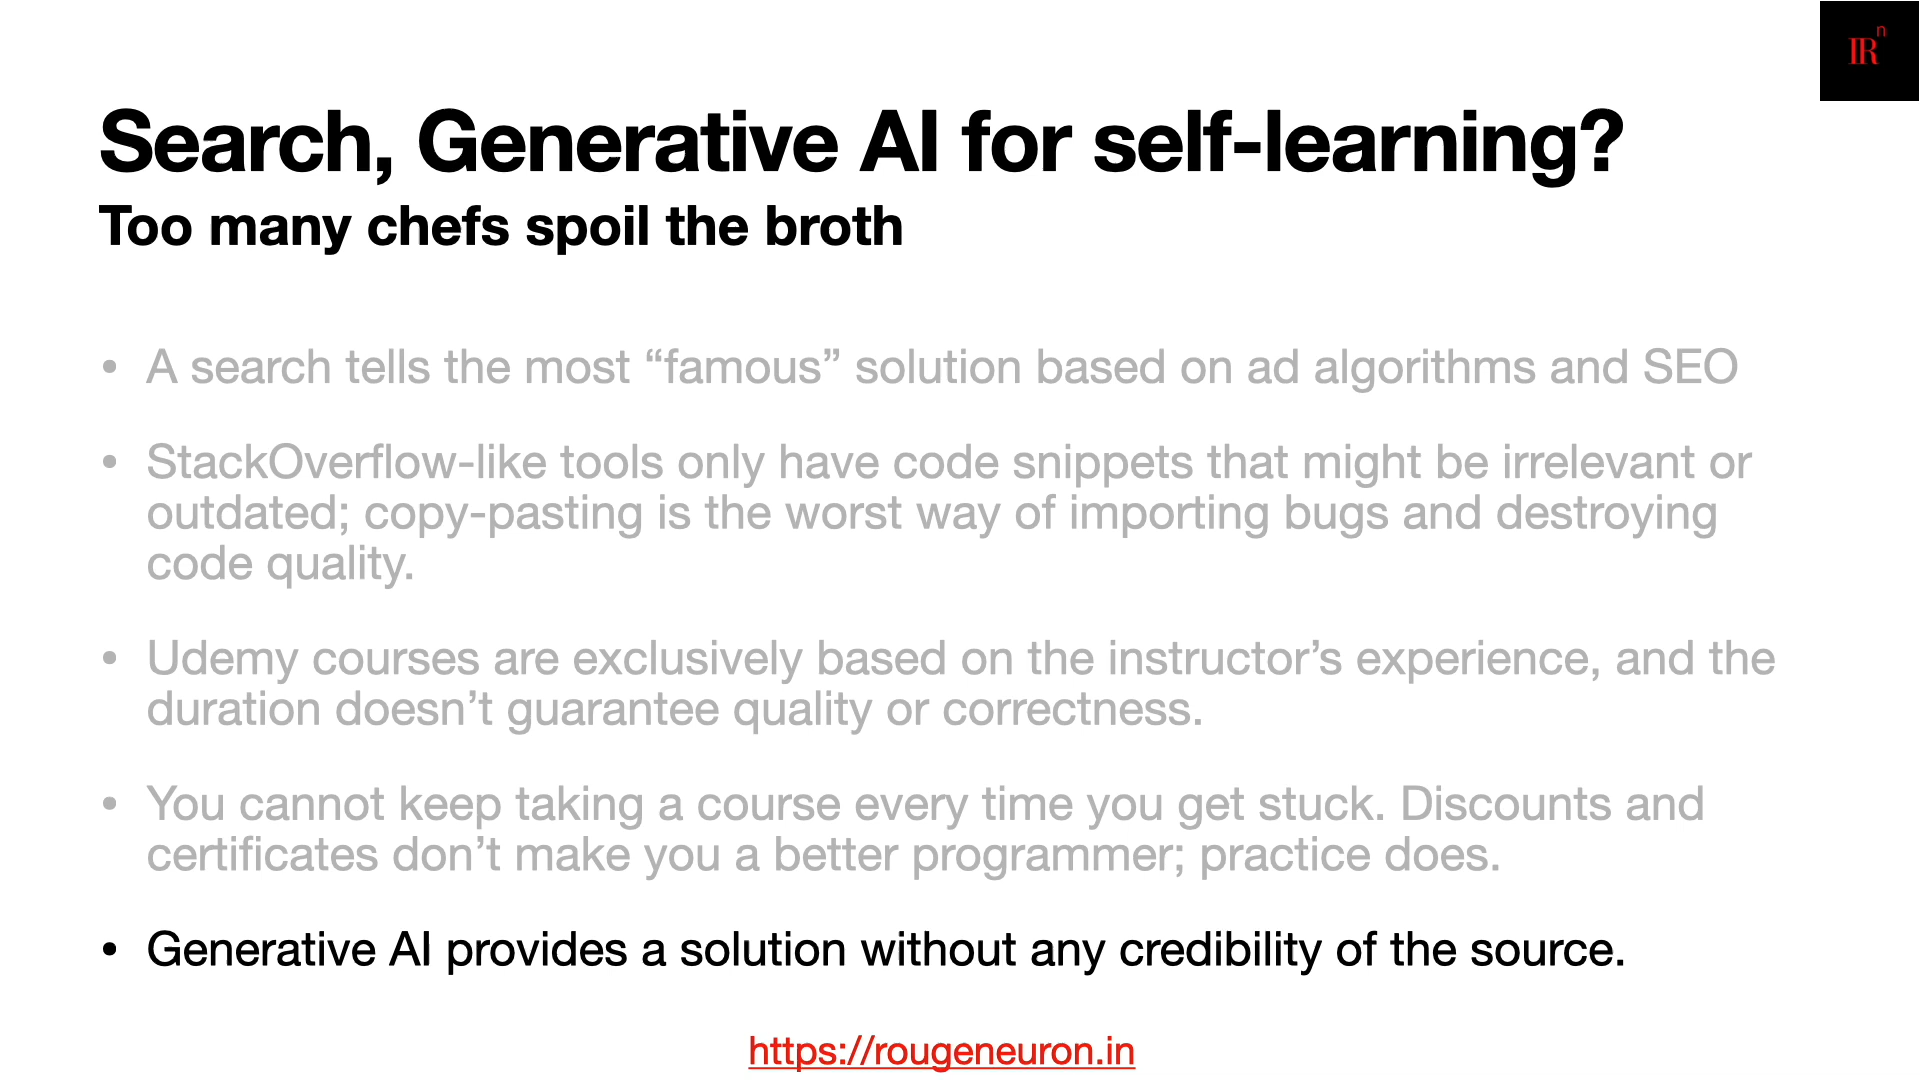 IR n
Search, Generative AI for self-learning?
Too many chefs spoil the broth
• A search tells the most “famous” solution based on ad algorithms and SEO
• StackOverflow-like tools only have code snippets that might be irrelevant or
outdated; copy-pasting is the worst way of importing bugs and destroying
code quality.
• Udemy courses are exclusively based on the instructor’s experience, and the
duration doesn’t guarantee quality or correctness.
• You cannot keep taking a course every time you get stuck. Discounts and
certificates don’t make you a better programmer; practice does.
• Generative AI provides a solution without any credibility of the source.
https://rougeneuron.in